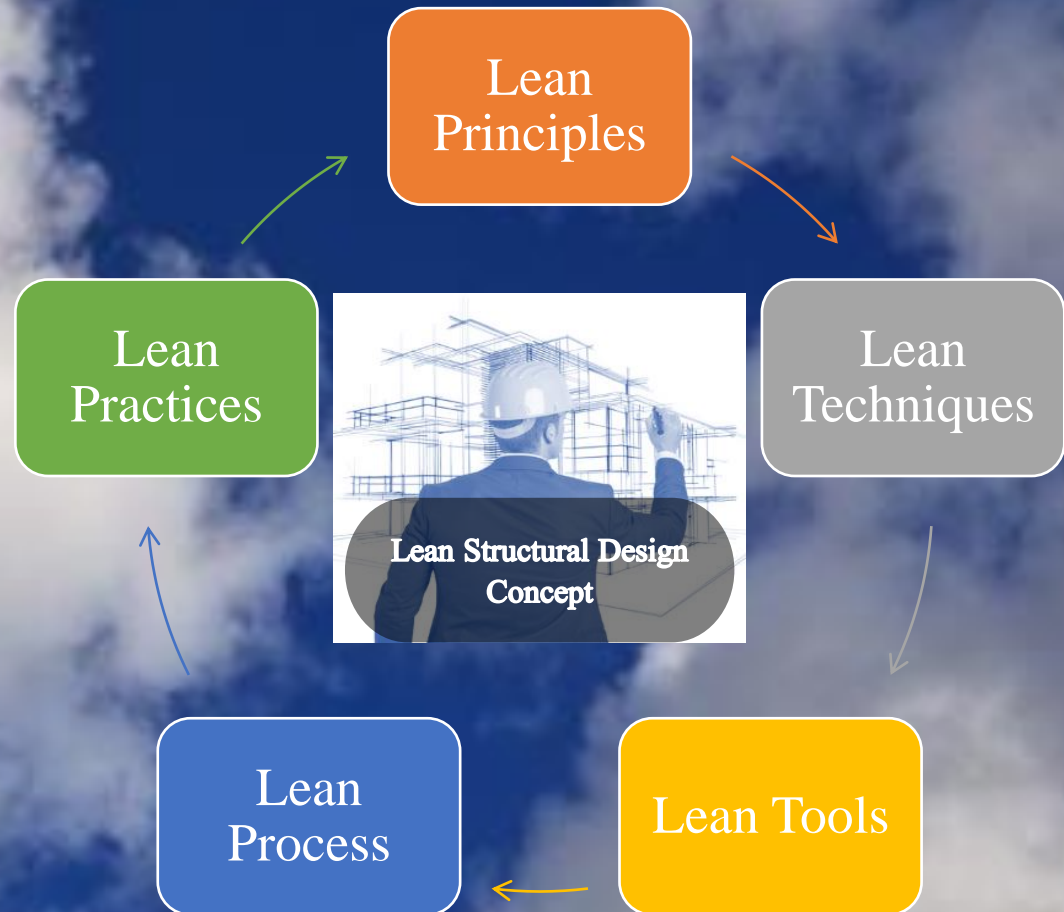 Lean
Principles
Lean
Techniques
Lean Tools
Lean
Process
Lean
Practices
Lean Structural Design
Concept